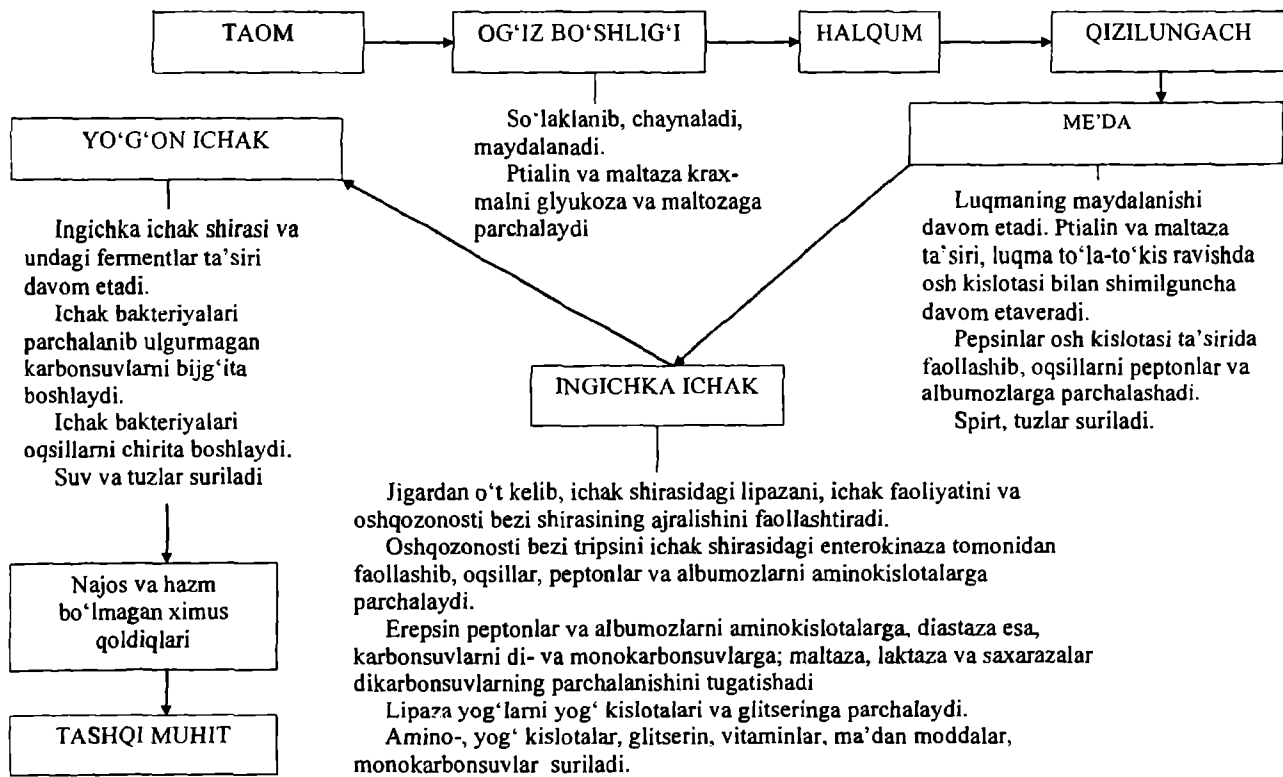 TAOM
OG‘IZ BO‘SHLIG‘I
HALQUM
QIZILUNGACH
So‘laklanib, chaynaladi,
maydalanadi.
Ptialin va maltaza krax-
malni glyukoza va maltozaga
parchalaydi
ME’DA
Luqmaning maydalanishi
davom etadi. Ptialin va maltaza
ta’siri, luqma to‘la-to‘kis ravishda
osh kislotasi bilan shimilguncha
davom etaveradi.
Pepsinlar osh kislotasi ta’sirida
faollashib, oqsillarni peptonlar va
albumozlarga parchalashadi.
Spirt, tuzlar suriladi.
INGICHKA ICHAK
Jigardan o‘t kelib, ichak shirasidagi lipazani, ichak faoliyatini va
oshqozonosti bezi shirasining ajralishini faollashtiradi.
Oshqozonosti bezi tripsini ichak shirasidagi enterokinaza tomonidan
faollashib, oqsillar, peptonlar va albumozlarni aminokislotalarga
parchalaydi.
Erepsin peptonlar va albumozlarni aminokislotalarga, diastaza esa,
karbonsuvlarni di- va monokarbonsuvlarga; maltaza, laktaza va saxarazalar
dikarbonsuvlarning parchalanishini tugatishadi
Lipaza yog‘larni yog‘ kislotalari va glitseringa parchalaydi.
Amino-, yog‘ kislotalar, glitserin, vitaminlar, ma’dan moddalar,
monokarbonsuvlar suriladi.
YO‘G‘ON ICHAK
Ingichka ichak shirasi va
undagi fermentlar ta’siri
davom etadi.
Ichak bakteriyalari
parchalanib ulgurmagan
karbonsuvlarni bijg‘ita
boshlaydi.
Ichak bakteriyalari
oqsillarni chirita boshlaydi.
Suv va tuzlar suriladi
Najos va hazm
bo‘lmagan ximus
qoldiqlari
TASHQI MUHIT